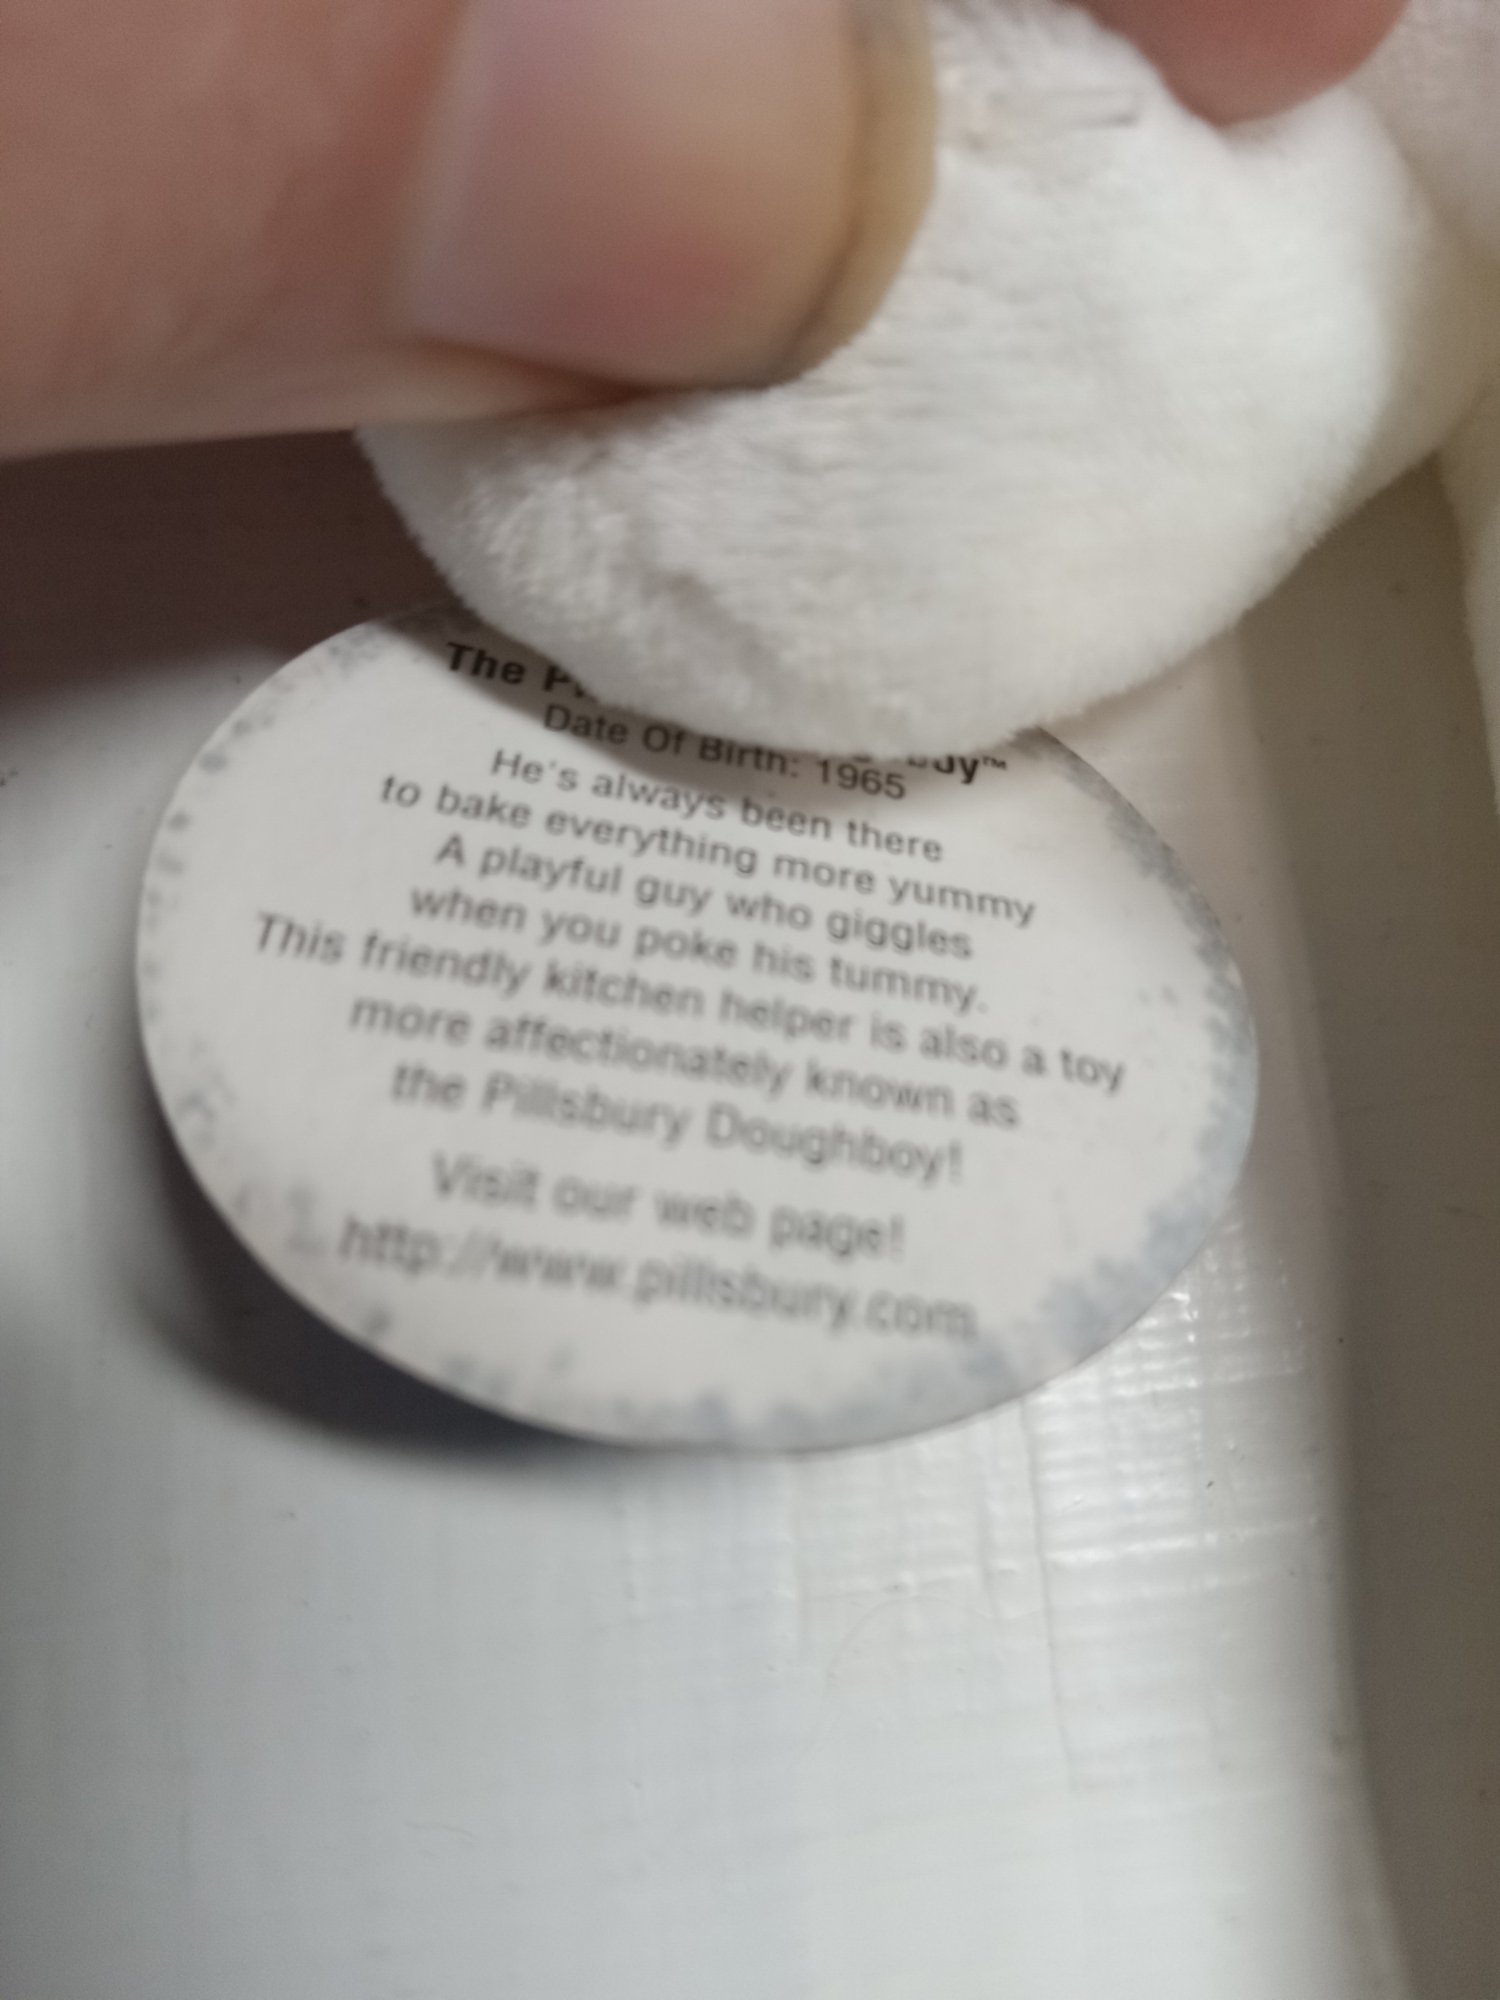 The
Date Of Birth: 1965
He's always been there
to bake everything more yummy
A playful guy who giggles
when you poke his tummy.
This friendly kitchen helper is also a toy
more affectionately known as
the Pillsbury Doughboy!
Visit our web page!
http://www.pillsbury.com